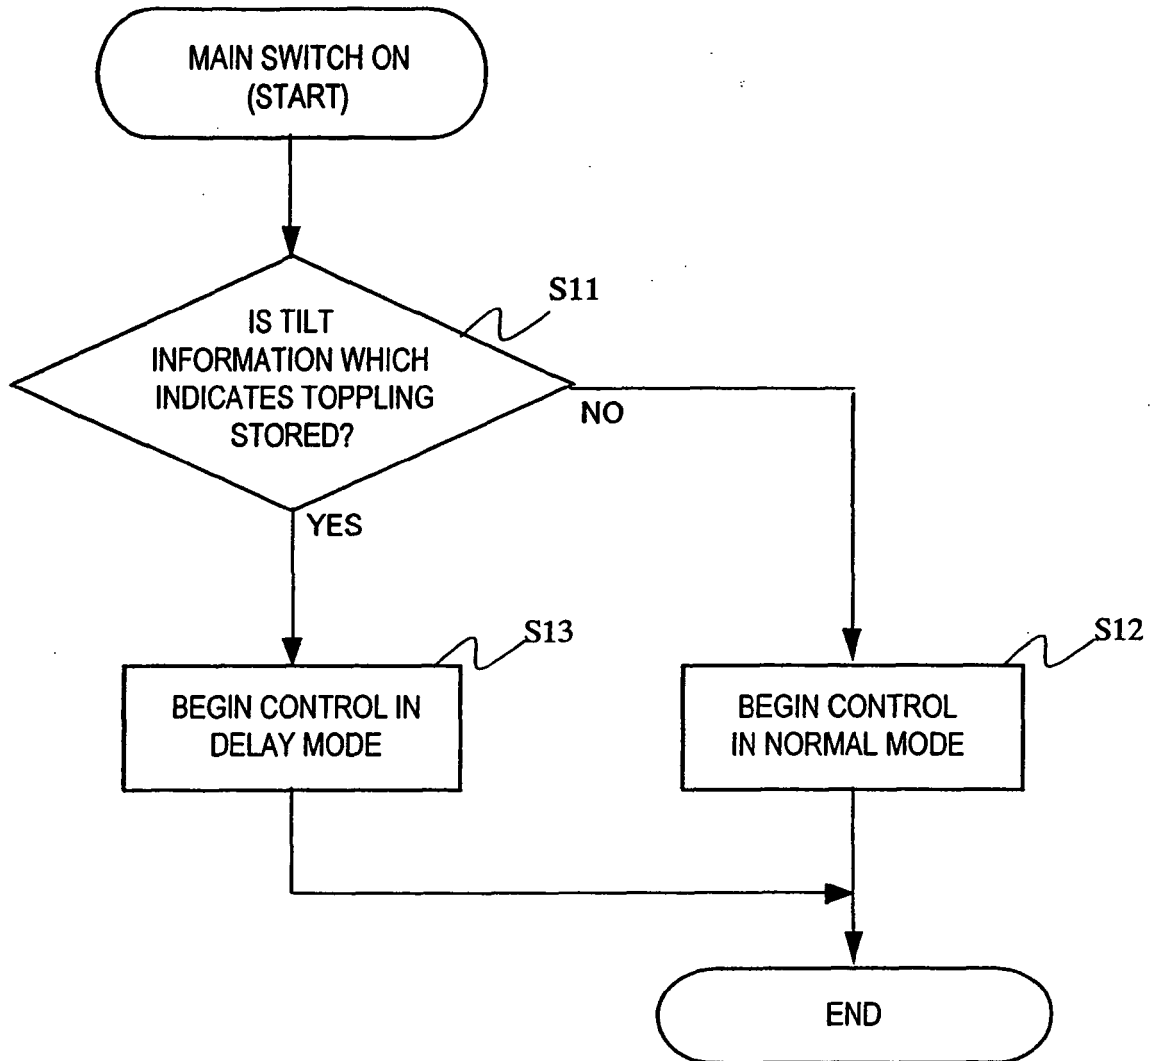 MAIN SWITCH ON
(START)
S11
IS TILT
INFORMATION WHICH
INDICATES TOPPLING
STORED?
NO
YES
S13
S12
BEGIN CONTROL IN
DELAY MODE
BEGIN CONTROL
IN NORMAL MODE
END